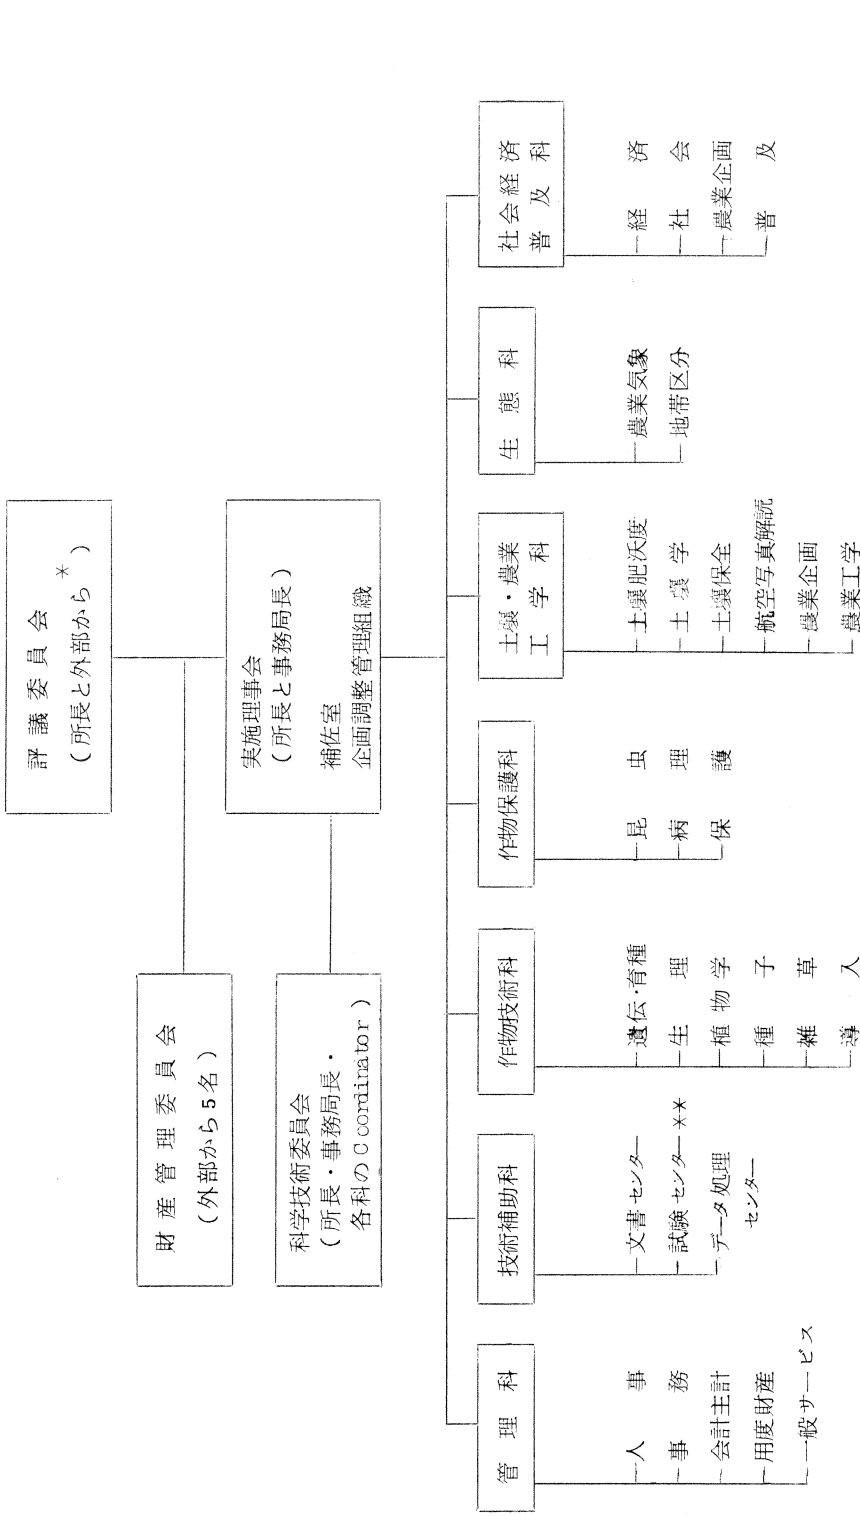 評議委員会
(所長と外部から*)
財産管理委員会
(外部から5名)
実施理事会
(所長と事務局長)
補佐室
企画調整管理組織
科学技術委員会
(所長・事務局長・
各科のCcordinator)
管理科
人事
事務
会計主計
用度財産
一般サービス
技術補助科
文書センター
試験センター**
データ処理
センター
作物技術科
遺伝・育種
生理
植物学
種子
雑草
導入
作物保護科
昆虫
病理
保護
土壌・農業
工学科
土壌肥沃度
土壌学
土壌保全
航空写真解読
農業企画
農業工学
生態科
農業気象
地帯区分
社会経済
普及科
経済
社会
農業企画
普及